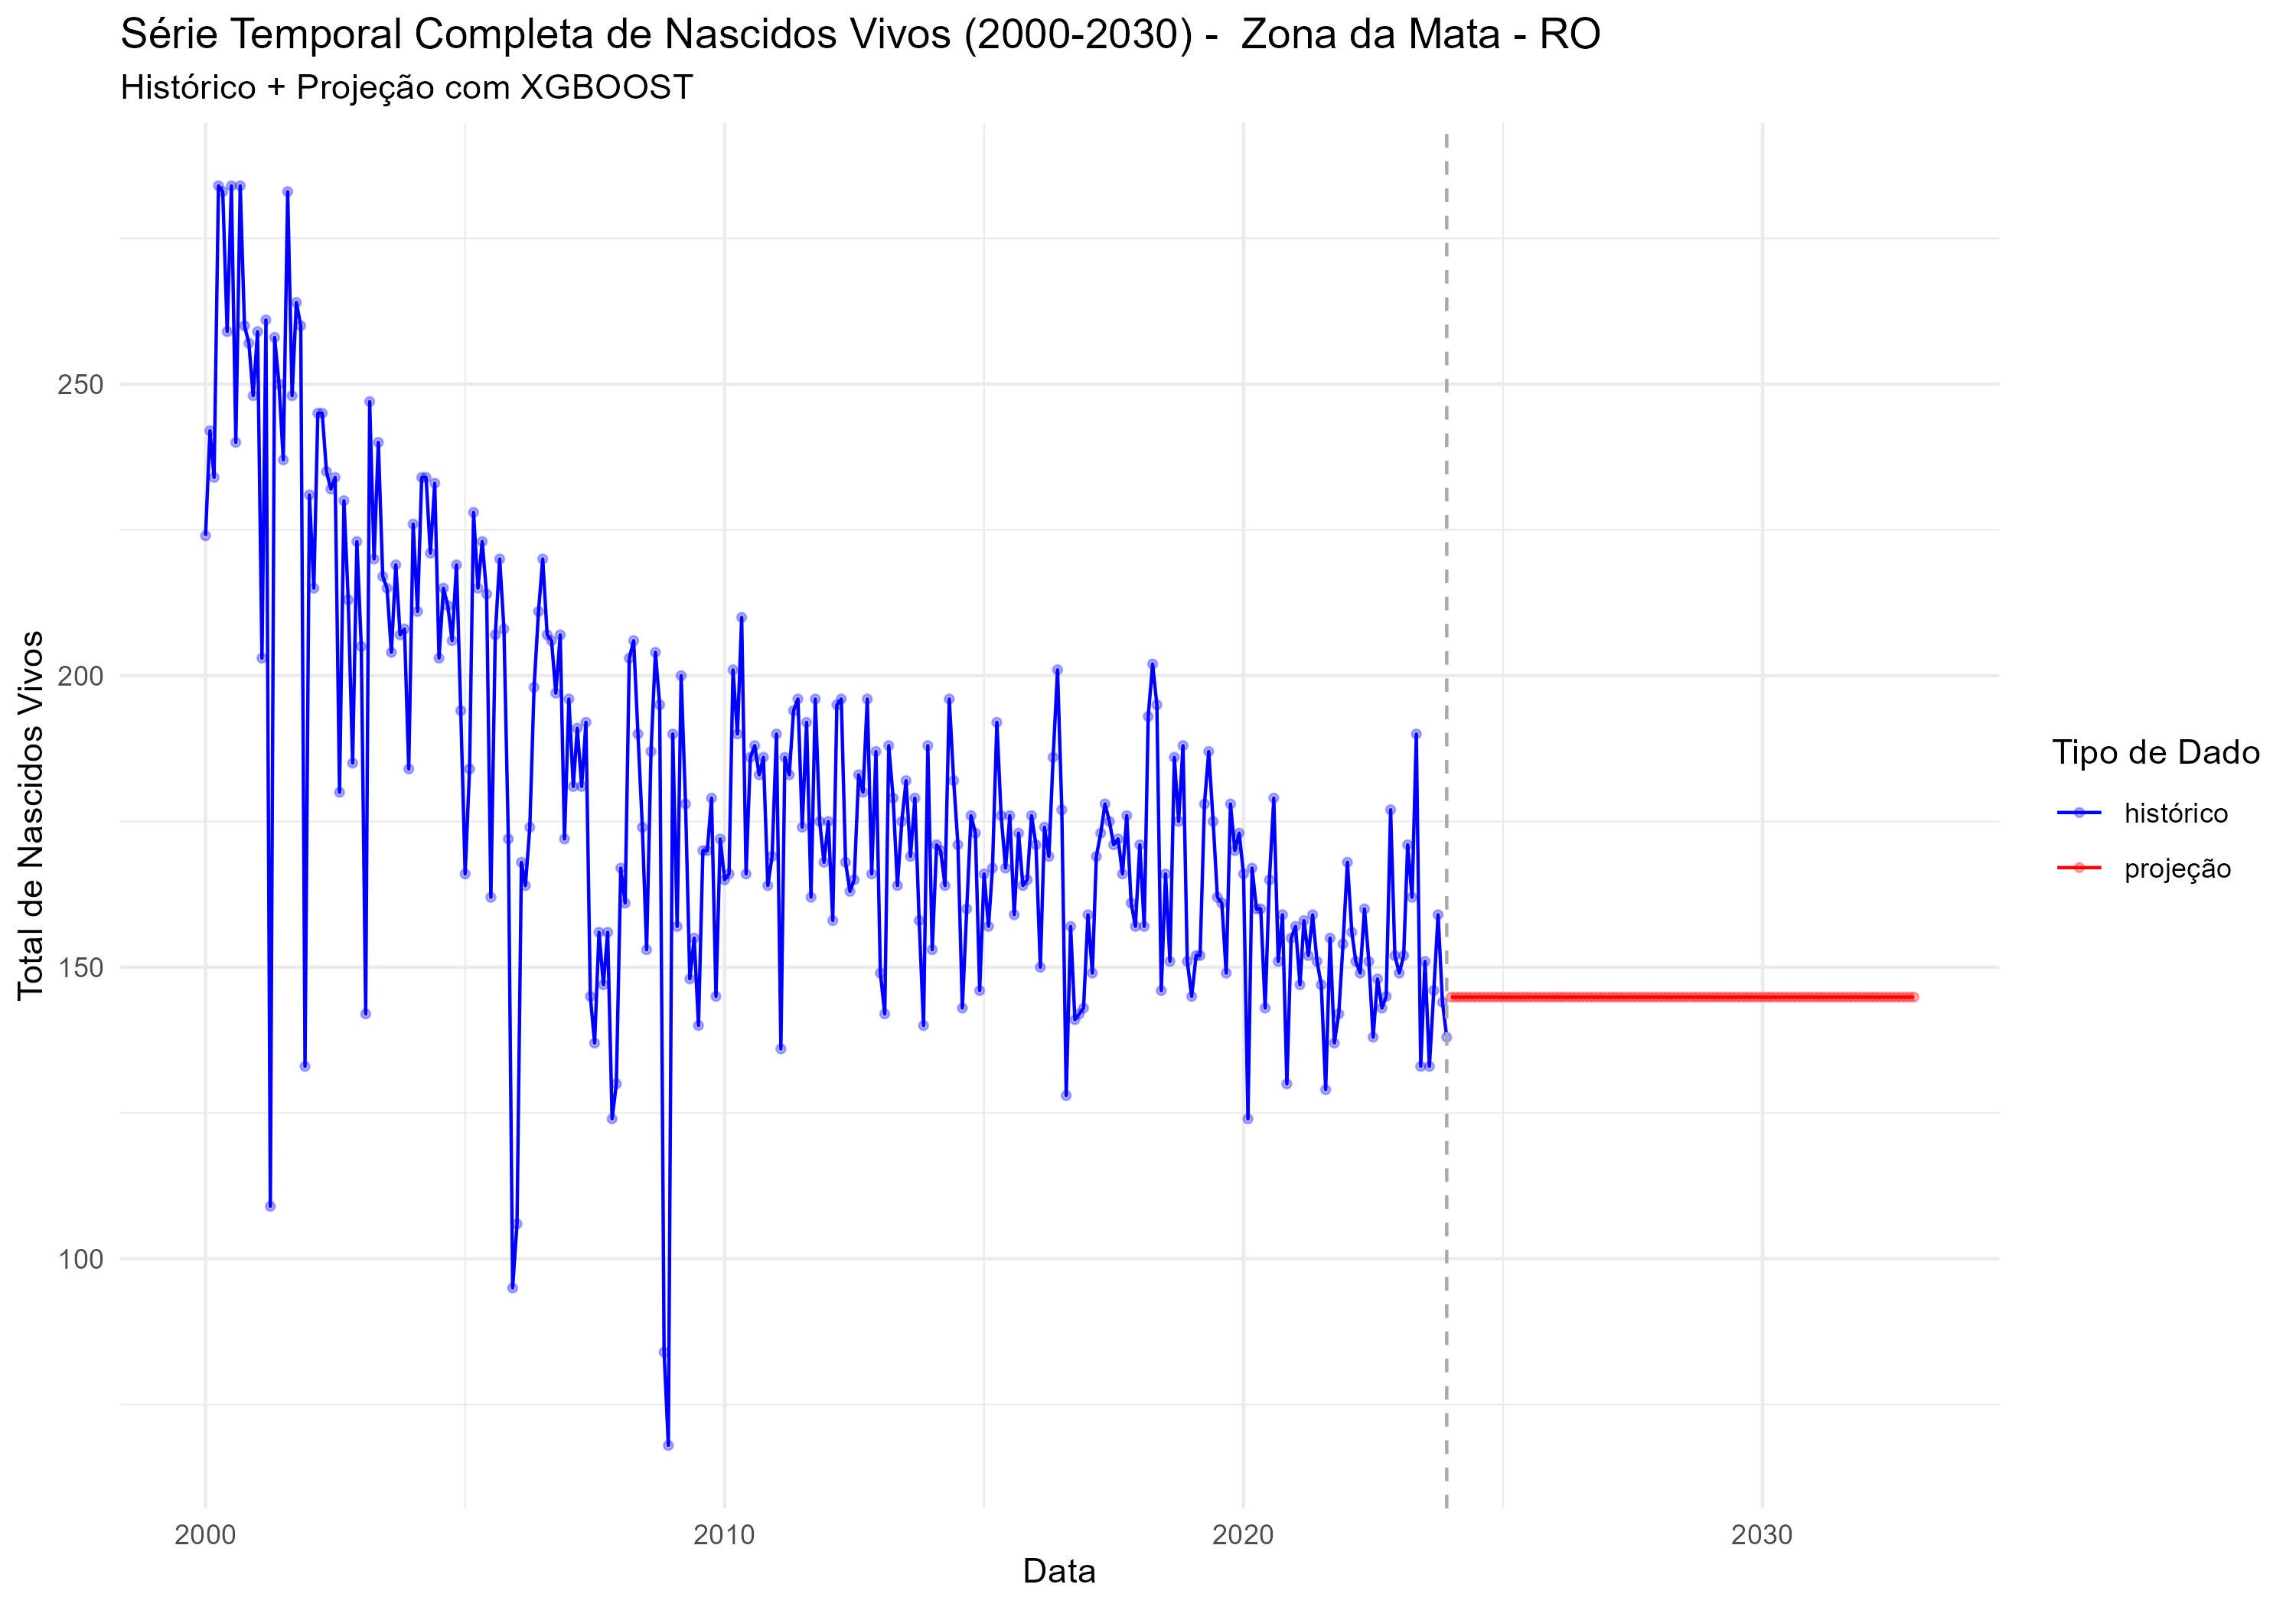 Série Temporal Completa de Nascidos Vivos (2000-2030) -  Zona da Mata - RO
Histórico + Projeção com XGBOOST
Total de Nascidos Vivos
250
200
150
100
2000
2010
2020
2030
Data
Tipo de Dado
histórico
projeção